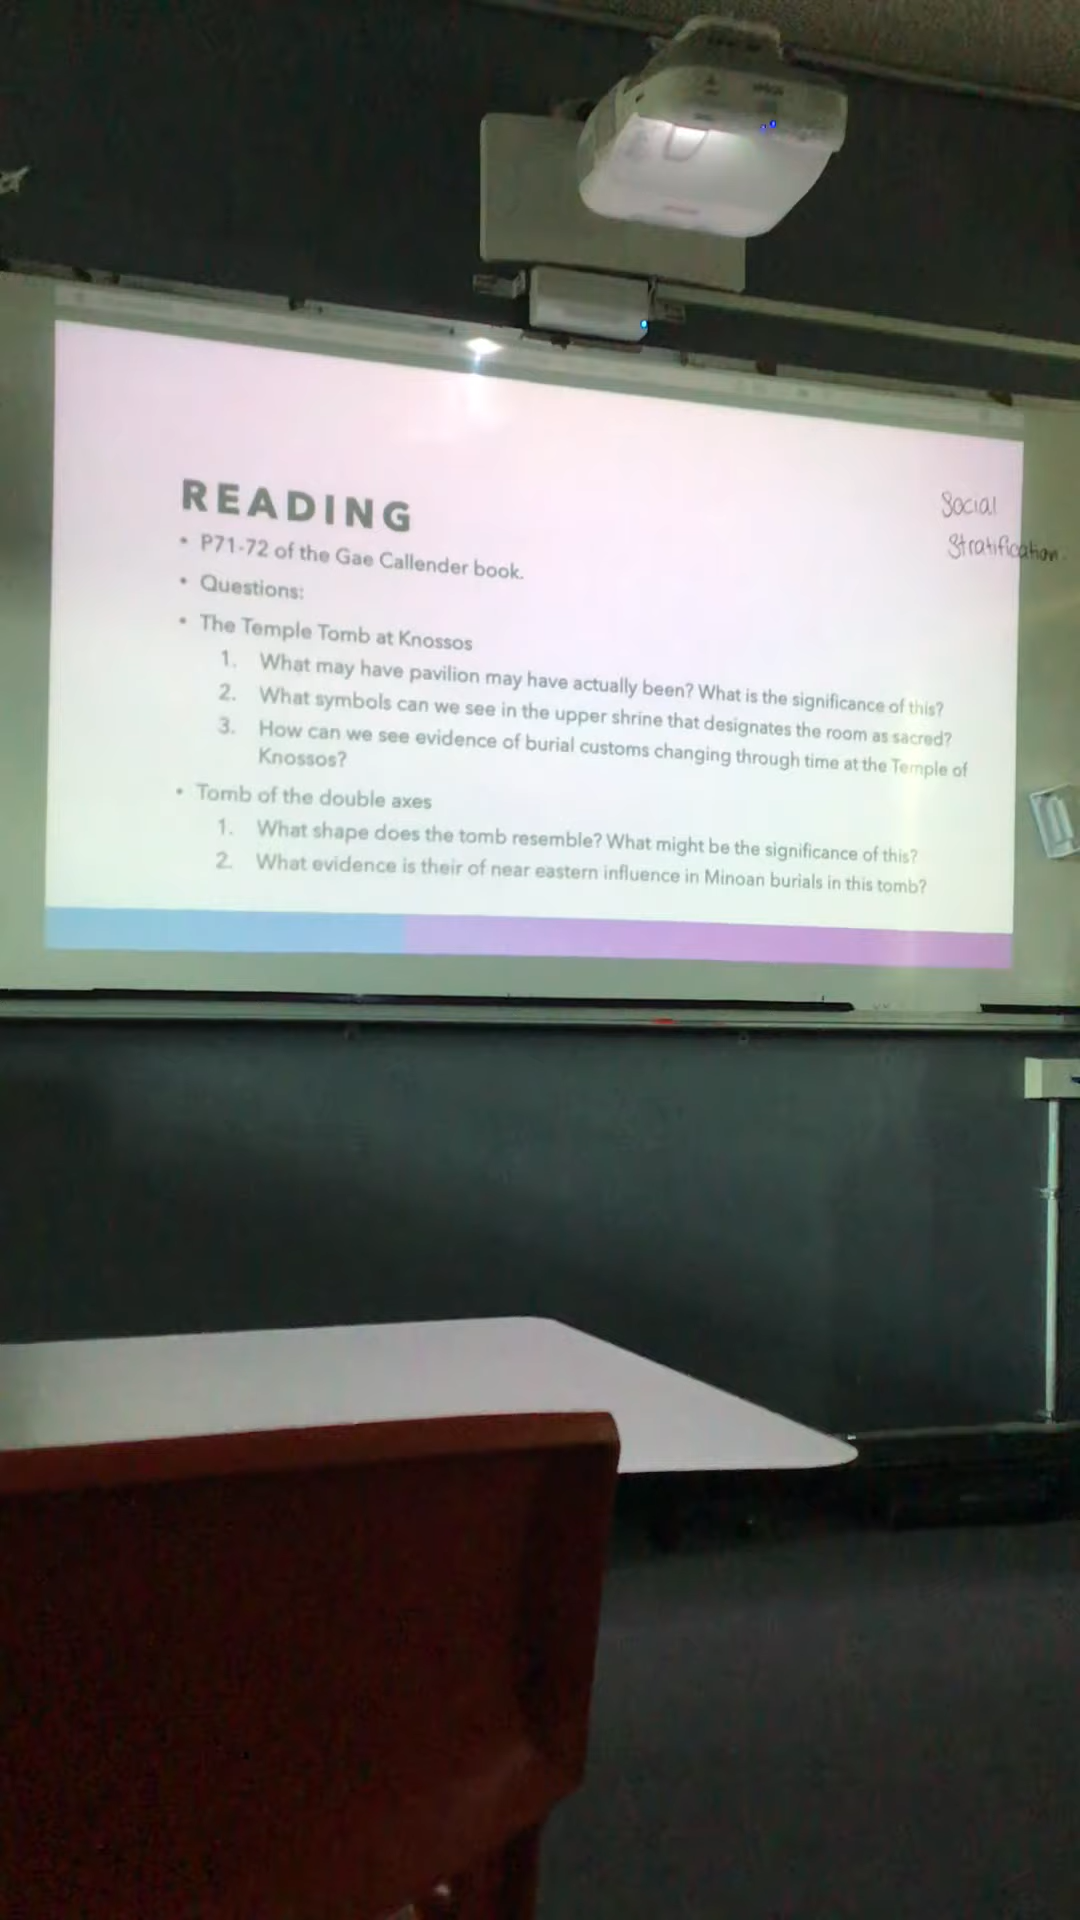 READING
• P71-72 of the Gae Callender book.
• Questions:
• The Temple Tomb at Knossos
1. What may have pavilion may have actually been? What is the significance of this?
2. What symbols can we see in the upper shrine that designates the room as sacred?
3. How can we see evidence of burial customs changing through time at the Temple of
Knossos?
• Tomb of the double axes
1. What shape does the tomb resemble? What might be the significance of this?
2. What evidence is their of near eastern influence in Minoan burials in this tomb?
Social
Stratification